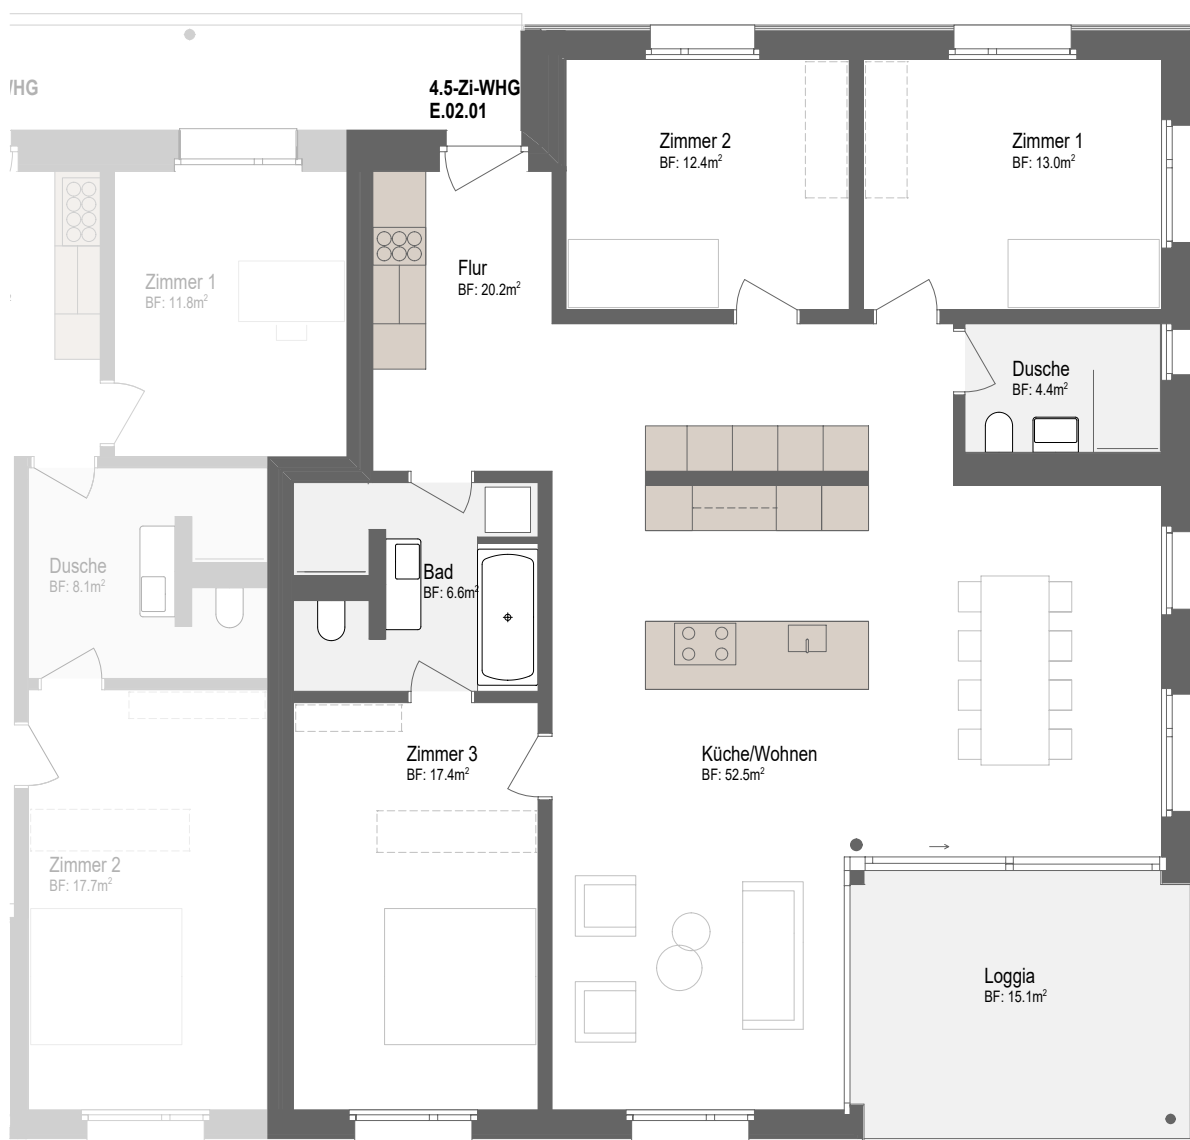 WHG
4.5-Zi-WHG
E.02.01
Zimmer 2
BF: 12.4m²
Zimmer 1
BF: 13.0m²
Flur
BF: 20.2m²
Zimmer 1
BF: 11.8m²
Dusche
BF: 4.4m²
Dusche
BF: 8.1m²
Bad
BF: 6.6m²
Zimmer 3
BF: 17.4m²
Küche/Wohnen
BF: 52.5m²
Zimmer 2
BF: 17.7m²
Loggia
BF: 15.1m²